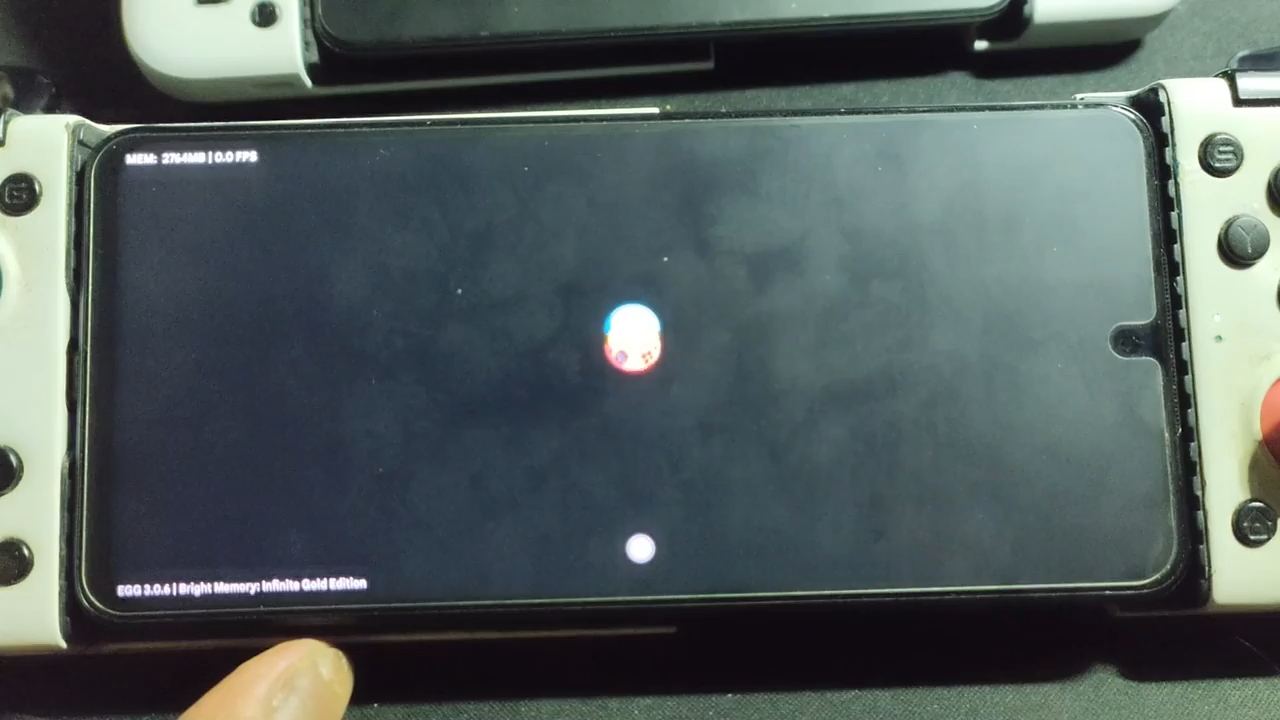 MEM: 2764MB | 0.0 FPS
S
Y
EGG 3.0.6 | Bright Memory: Infinite Gold Edition